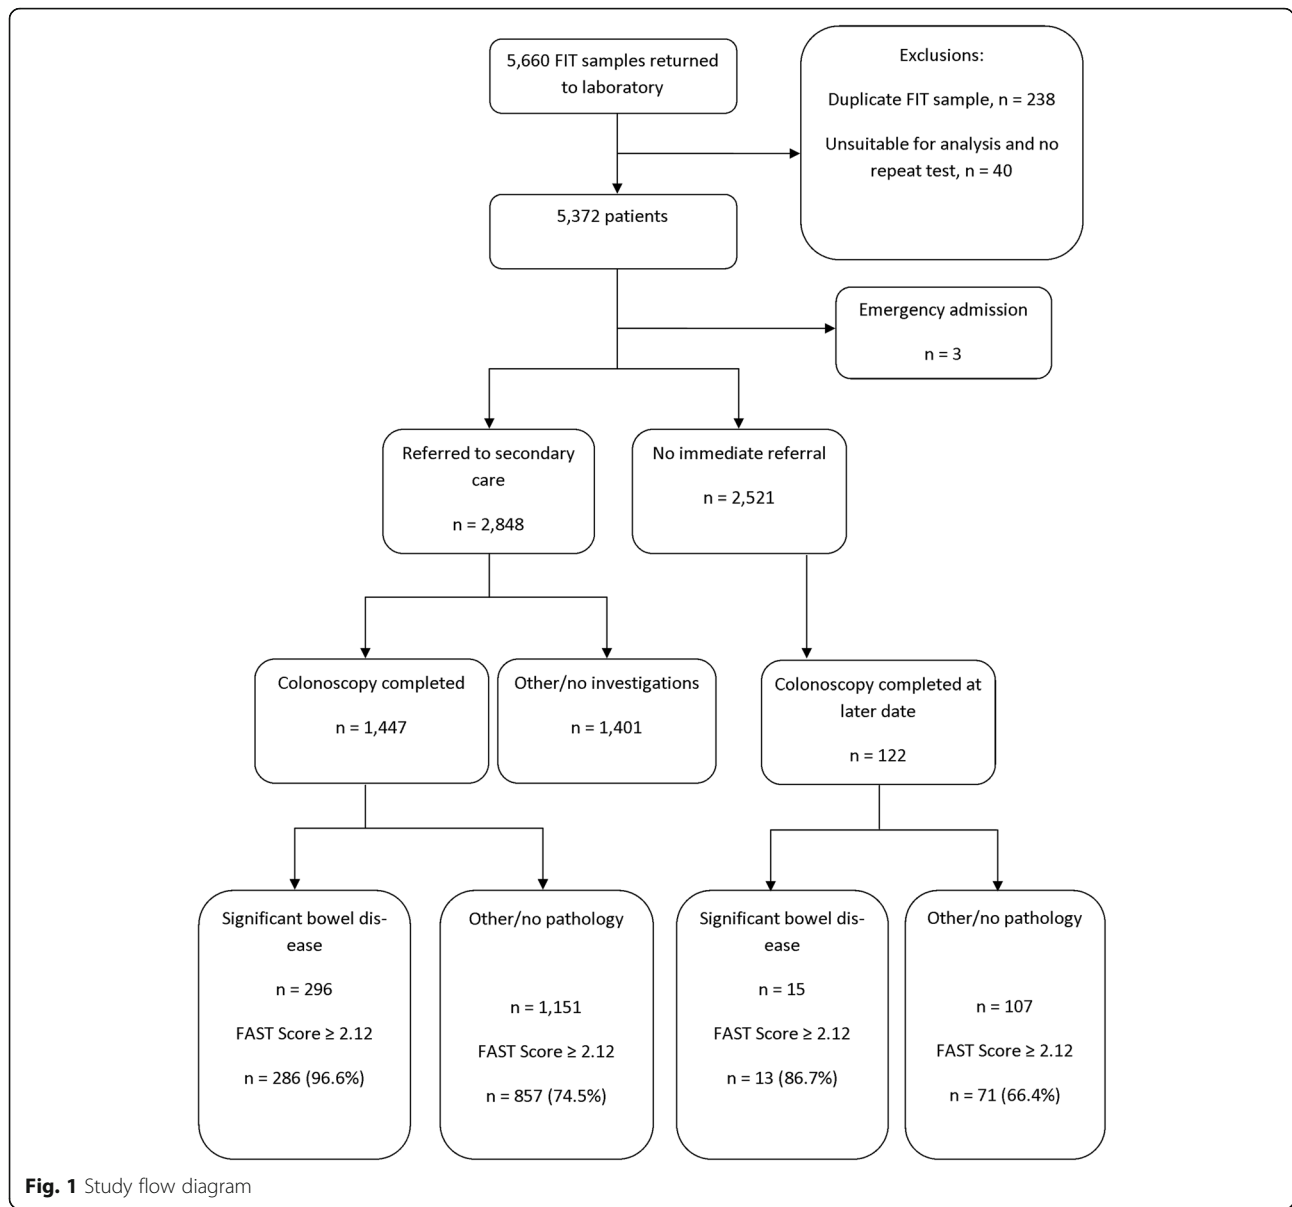 5,660 FIT samples returned
to laboratory
Exclusions:
Duplicate FIT sample, n = 238
Unsuitable for analysis and no
repeat test, n = 40
5,372 patients
Emergency admission
n = 3
Referred to secondary
care
n = 2,848
No immediate referral
n = 2,521
Colonoscopy completed
n = 1,447
Other/no investigations
n = 1,401
Colonoscopy completed at
later date
n = 122
Significant bowel dis-
ease
n = 296
FAST Score ≥ 2.12
n = 286 (96.6%)
Other/no pathology
n = 1,151
FAST Score ≥ 2.12
n = 857 (74.5%)
Significant bowel dis-
ease
n = 15
FAST Score ≥ 2.12
n = 13 (86.7%)
Other/no pathology
n = 107
FAST Score ≥ 2.12
n = 71 (66.4%)
Fig. 1 Study flow diagram